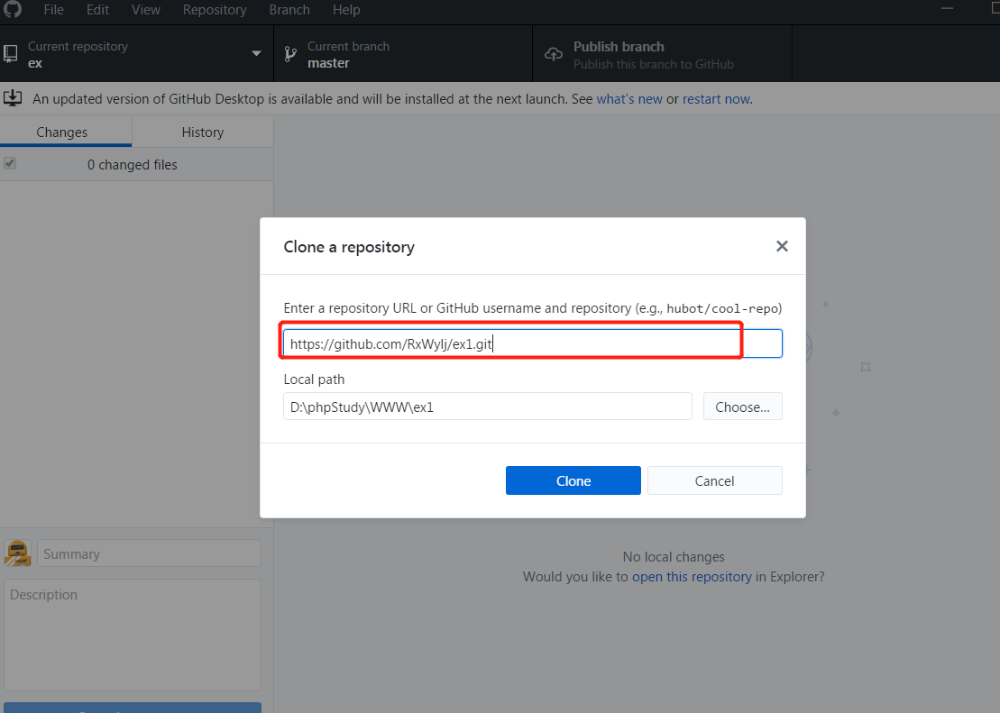 File Edit View Repository Branch Help
Current repository
ex
Current branch
master
Publish branch
Publish this branch to GitHub
An updated version of GitHub Desktop is available and will be installed at the next launch. See what's new or restart now.
Changes
History
0 changed files
Clone a repository
Enter a repository URL or GitHub username and repository (e.g., hubot/cool-repo)
https://github.com/RxWylj/ex1.git
Local path
D:\phpStudy\WWW\ex1
Choose...
Clone
Cancel
No local changes
Would you like to open this repository in Explorer?
Summary
Description